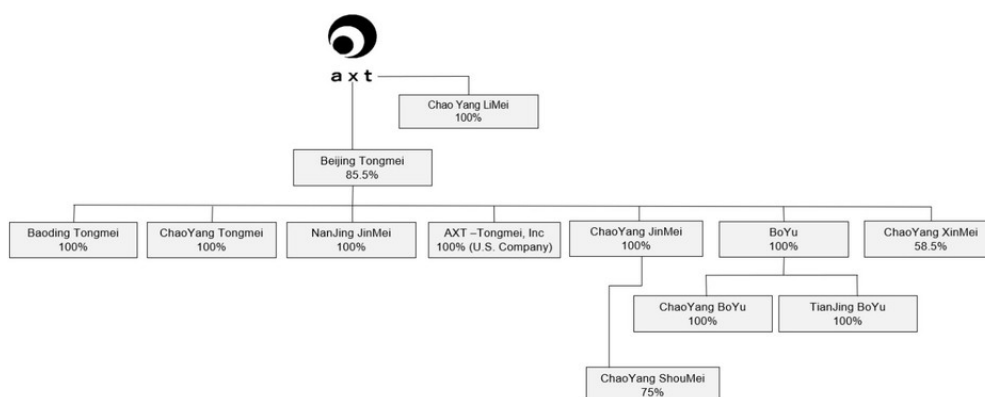 axt
Chao Yang LiMei
100%
Beijing Tongmei
85.5%
Baoding Tongmei
100%
ChaoYang Tongmei
100%
NanJing JinMei
100%
AXT –Tongmei, Inc
100% (U.S. Company)
ChaoYang JinMei
100%
BoYu
100%
ChaoYang XinMei
58.5%
ChaoYang BoYu
100%
TianJing BoYu
100%
ChaoYang ShouMei
75%